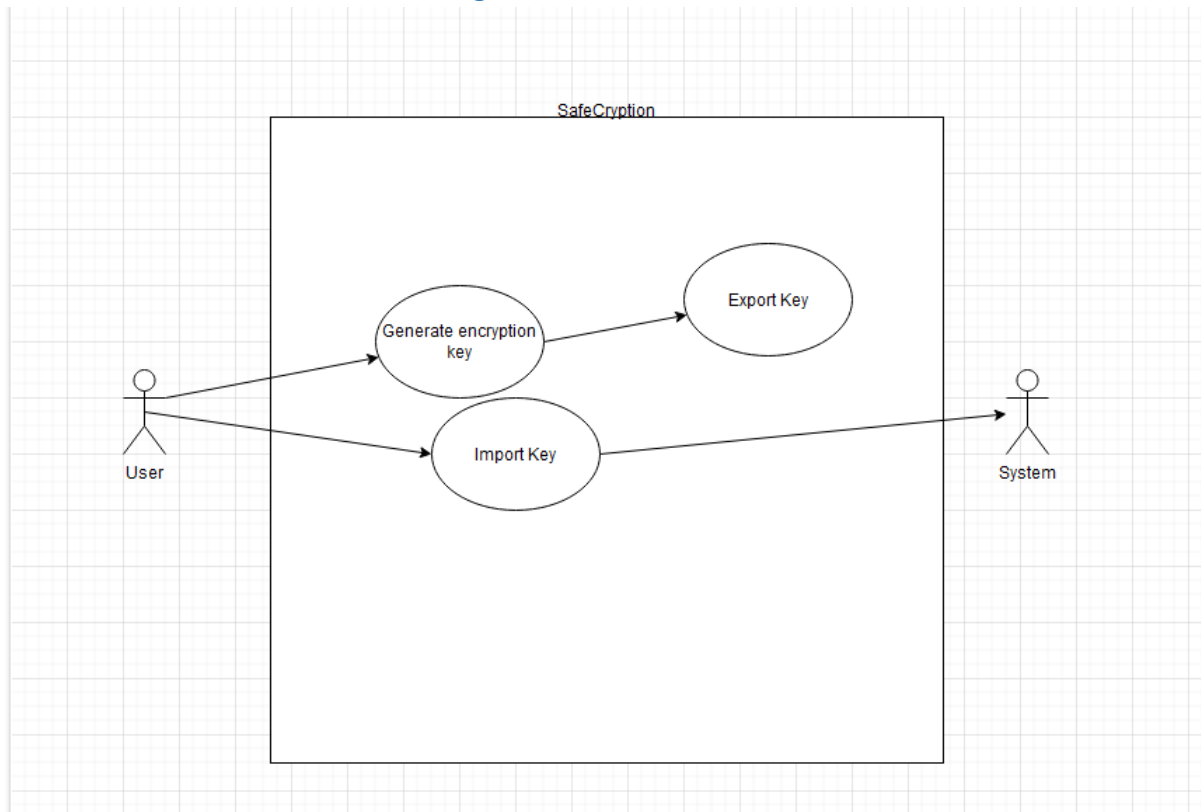 SafeCryption
Export Key
Generate encryption
key
Import Key
User
System